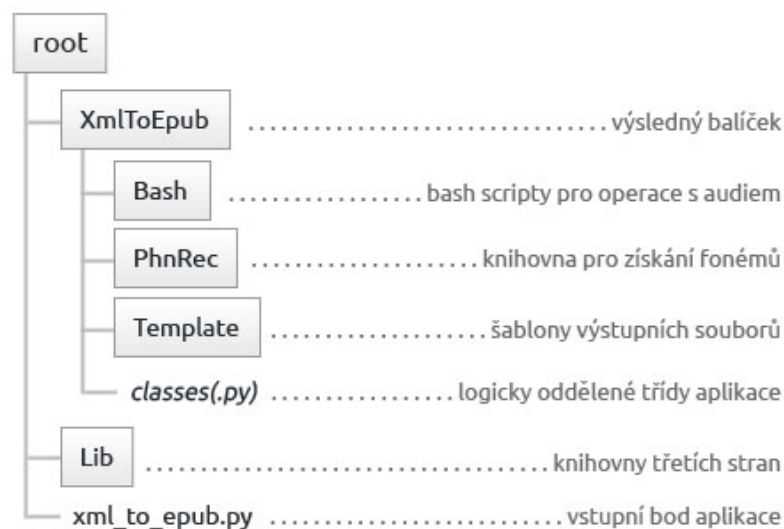 root
XmlToEpub ................................. výsledný balíček
Bash .................. bash scripty pro operace s audiem
PhnRec .................... knihovna pro získání fonémů
Template ................... šablony výstupních souborů
classes(.py) ................ logicky oddělené třídy aplikace
Lib .................................... knihovny třetích stran
xml_to_epub.py ......................... vstupní bod aplikace